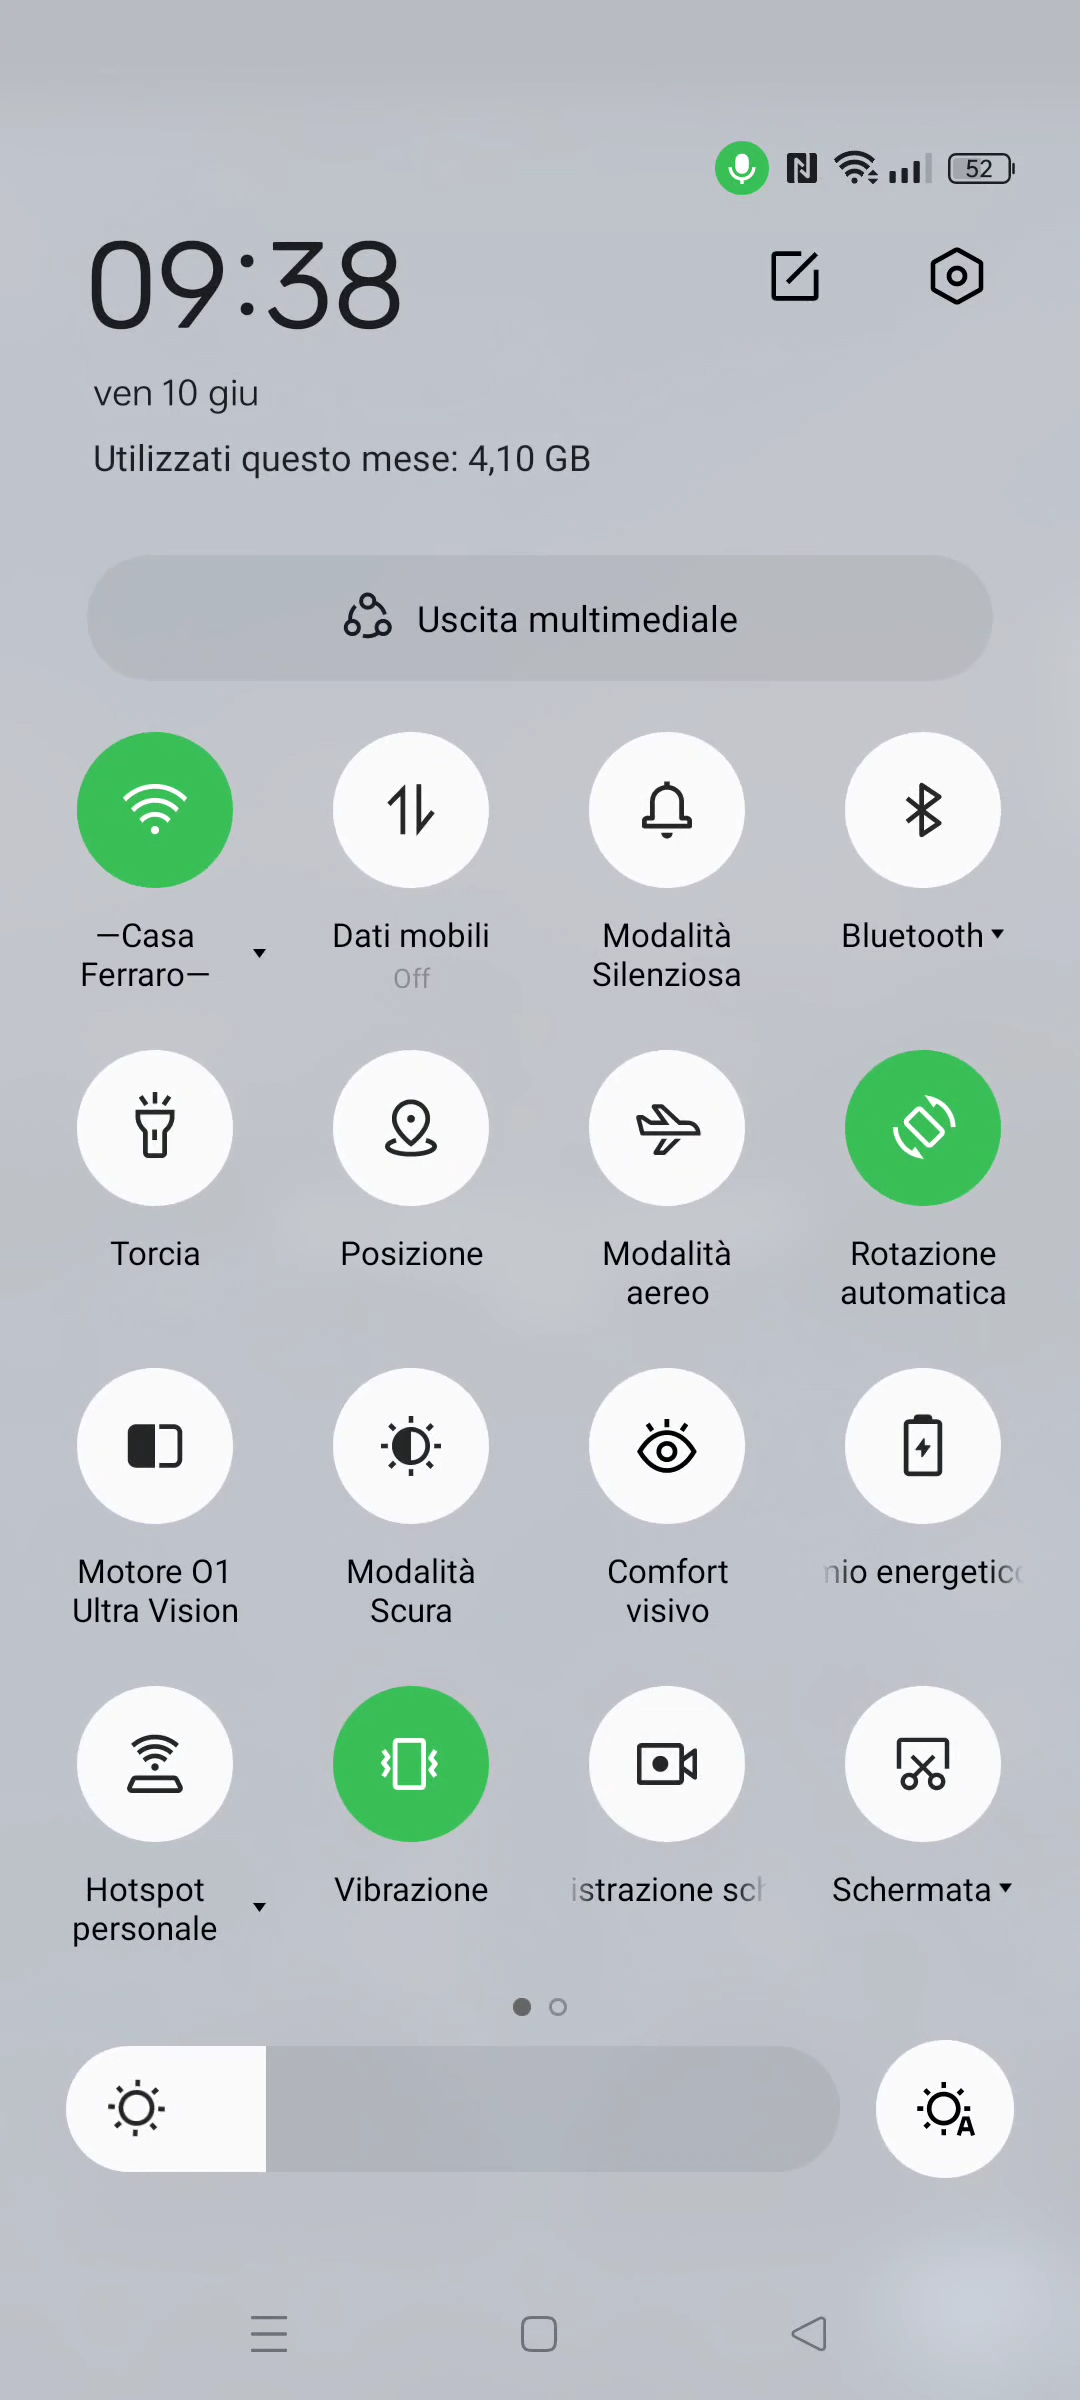 52
09:38
ven 10 giu
Utilizzati questo mese: 4,10 GB
Uscita multimediale
—Casa
Ferraro—
Dati mobili
Off
Modalità
Silenziosa
Bluetooth
Torcia
Posizione
Modalità
aereo
Rotazione
automatica
Motore O1
Ultra Vision
Modalità
Scura
Comfort
visivo
nio energetico
Hotspot
personale
Vibrazione
istrazione sch
Schermata
A